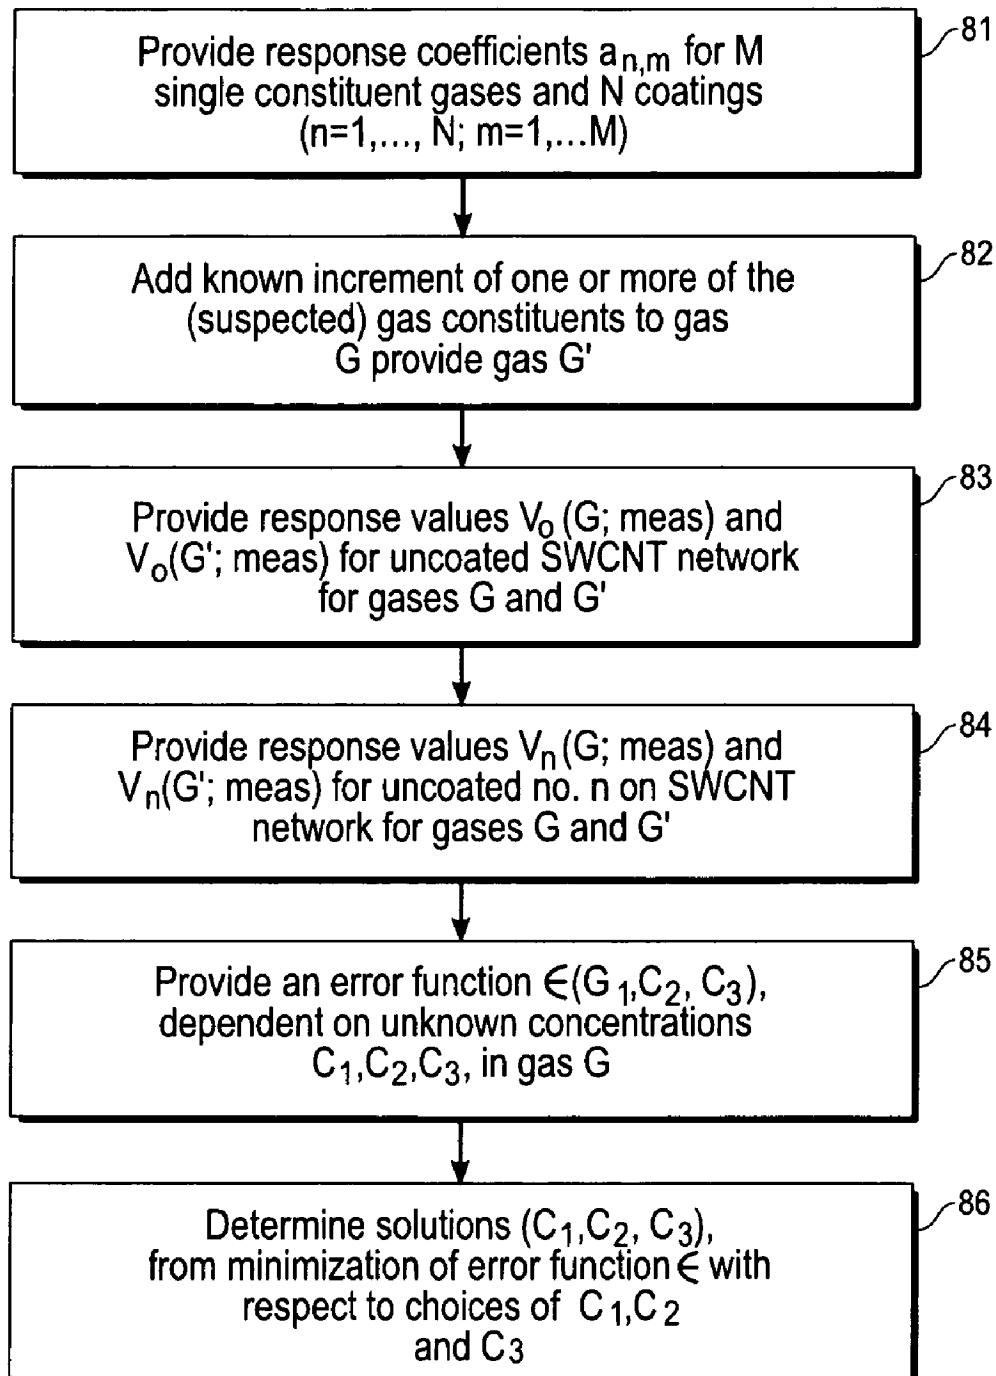 81
Provide response coefficients aₙ,ₘ for M
single constituent gases and N coatings
(n=1,..., N; m=1,...M)
82
Add known increment of one or more of the
(suspected) gas constituents to gas
G provide gas G'
83
Provide response values Vₒ (G; meas) and
Vₒ(G'; meas) for uncoated SWCNT network
for gases G and G'
84
Provide response values Vₙ (G; meas) and
Vₙ(G'; meas) for uncoated no. n on SWCNT
network for gases G and G'
85
Provide an error function ∈(G₁,C₂, C₃),
dependent on unknown concentrations
C₁,C₂,C₃, in gas G
86
Determine solutions (C₁,C₂, C₃),
from minimization of error function ∈ with
respect to choices of C₁,C₂
and C₃